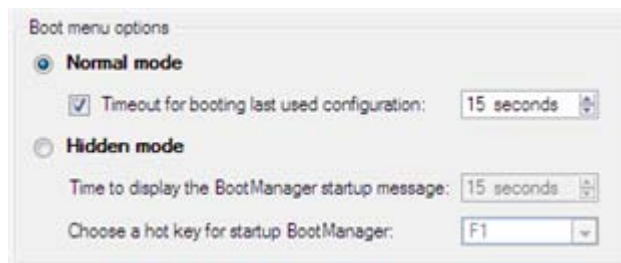 Boot menu options
Normal mode
Timeout for booting last used configuration: 15 seconds
Hidden mode
Time to display the BootManager startup message: 15 seconds
Choose a hot key for startup BootManager: F1